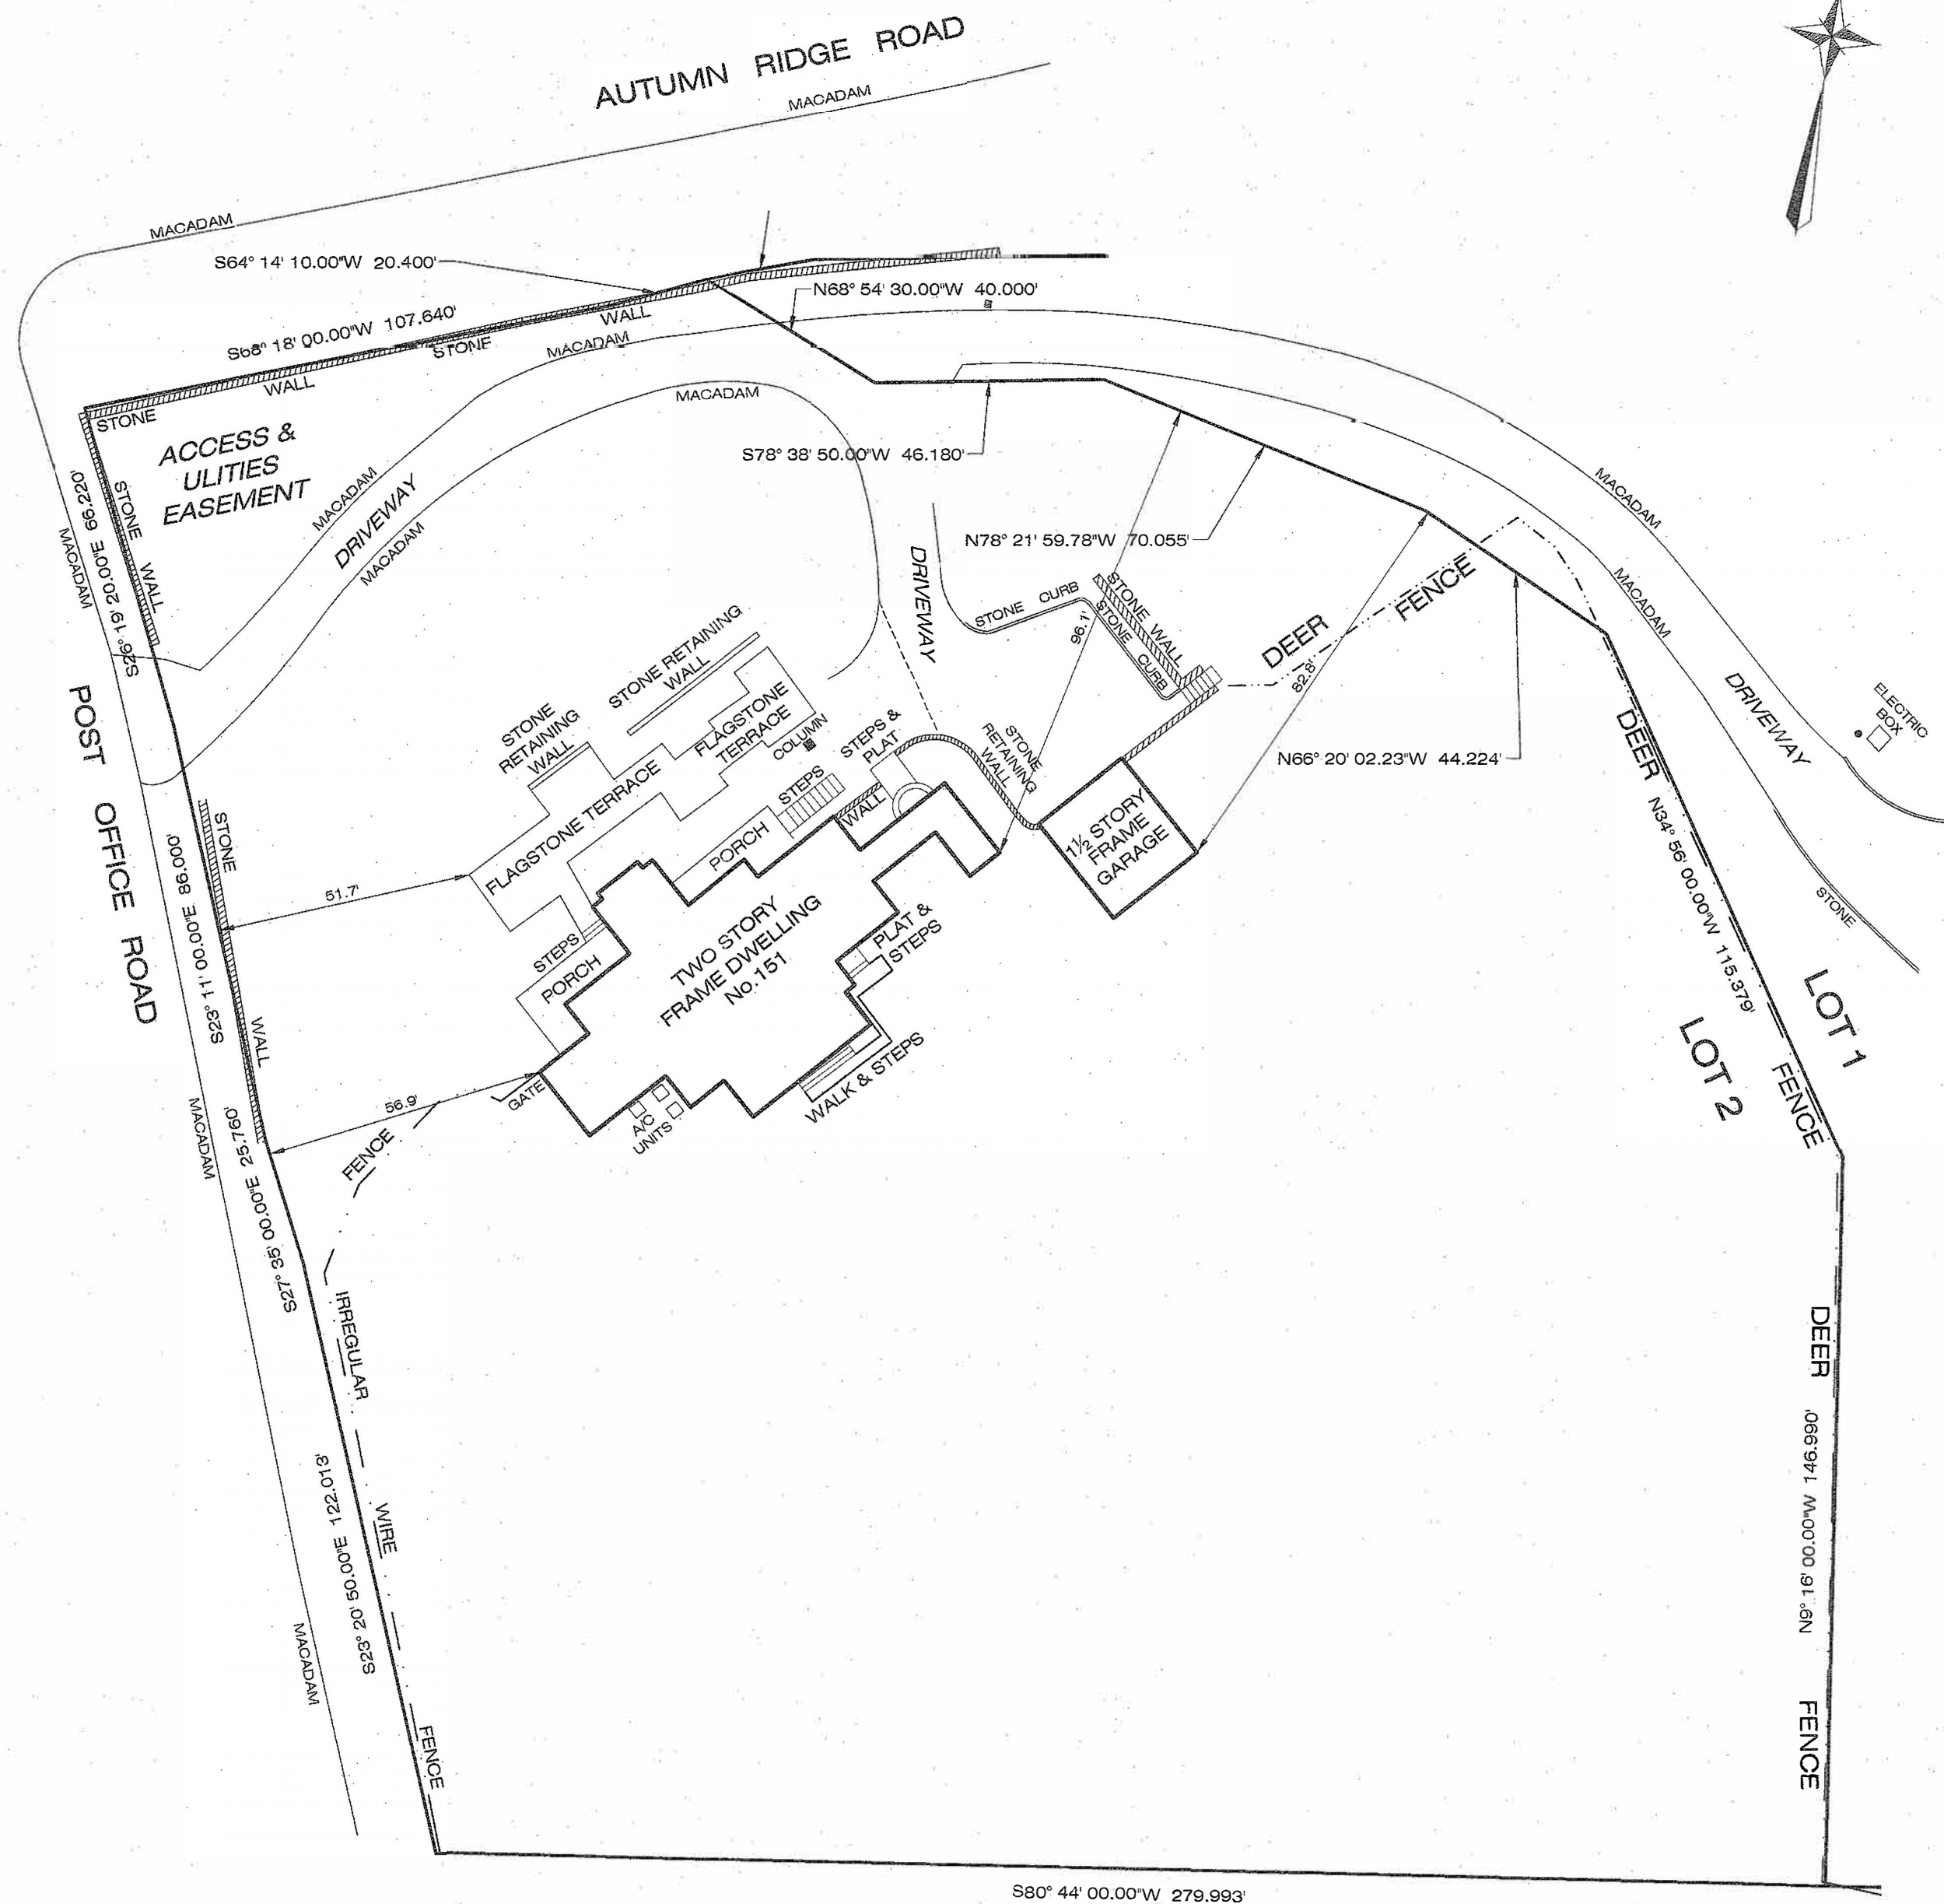 AUTUMN RIDGE ROAD
MACADAM
MACADAM
S64° 14' 10.00"W 20.400'
N68° 54' 30.00"W 40.000'
S68° 18' 00.00"W 107.640'
WALL
STONE
MACADAM
WALL
STONE
MACADAM
ACCESS &
ULITIES
EASEMENT
S78° 38' 50.00"W 46.180'
MACADAM
DRIVEWAY
MACADAM
STONE
WALL
S26° 19' 20.00"E 66.220'
MACADAM
N78° 21' 59.78"W 70.055'
DRIVEWAY
STONE CURB
STONE WALL
STONE CURB
96.1'
DEER FENCE
82.8'
MACADAM
MACADAM
DRIVEWAY
ELECTRIC
BOX
STONE
POST OFFICE ROAD
STONE RETAINING
WALL
STONE
RETAINING
WALL
FLAGSTONE
TERRACE
COLUMN
STEPS &
PLAT
STONE
RETAINING
WALL
N66° 20' 02.23"W 44.224'
FLAGSTONE TERRACE
STEPS
WALL
PORCH
1½ STORY
FRAME
GARAGE
DEER
N34° 56' 00.00"W 115.379'
FENCE
LOT 1
LOT 2
STONE
WALL
S23° 11' 00.00"E 86.000'
51.7'
STEPS
PORCH
TWO STORY
FRAME DWELLING
No.151
PLAT &
STEPS
WALK & STEPS
GATE
A/C
UNITS
56.9'
FENCE
MACADAM
S27° 35' 00.00"E 25.760'
IRREGULAR
WIRE
FENCE
S23° 20' 50.00"E 122.013'
MACADAM
DEER
N9° 16' 00.00"W 146.990'
FENCE
S80° 44' 00.00"W 279.993'